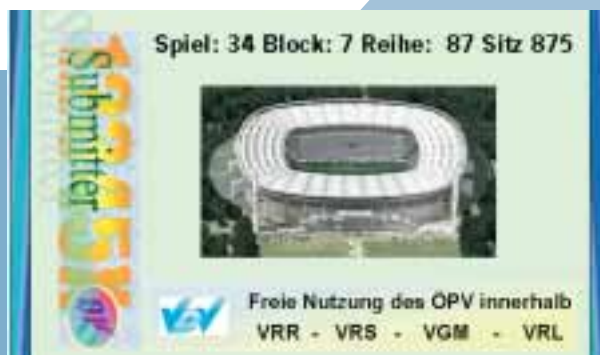 Spiel: 34 Block: 7 Reihe: 87 Sitz 875
Submitter
Freie Nutzung des ÖPV innerhalb
VRR - VRS - VGM - VRL